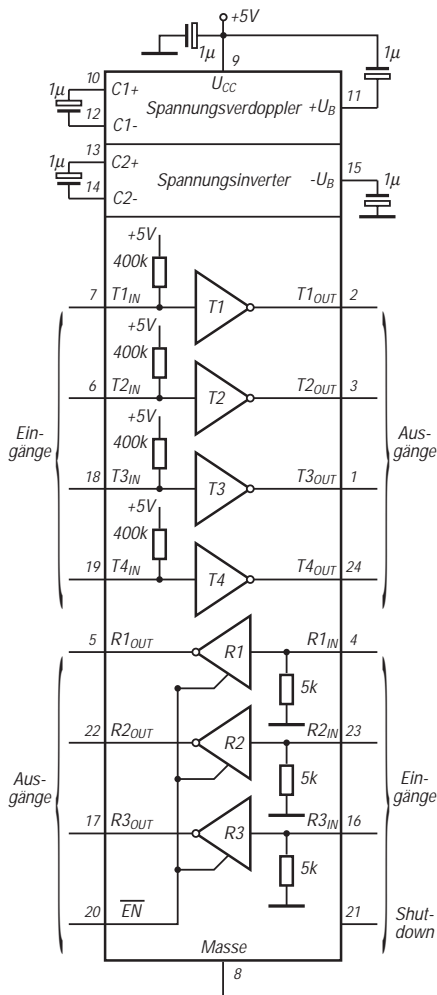 +5V
1µ
1µ
9
U_CC
10 C1+
Spannungsverdoppler +U_B 11
1µ
12 C1-
13 C2+
1µ
Spannungsinverter -U_B 15
1µ
14 C2-
+5V
400k
7 T1_IN T1 T1_OUT 2
+5V
400k
6 T2_IN T2 T2_OUT 3
+5V
400k
18 T3_IN T3 T3_OUT 1
+5V
400k
19 T4_IN T4 T4_OUT 24
Ein-
gänge
Aus-
gänge
5 R1_OUT R1 R1_IN 4
5k
22 R2_OUT R2 R2_IN 23
5k
17 R3_OUT R3 R3_IN 16
5k
Aus-
gänge
Ein-
gänge
20 E̅N̅ 21
Shut-
down
Masse
8